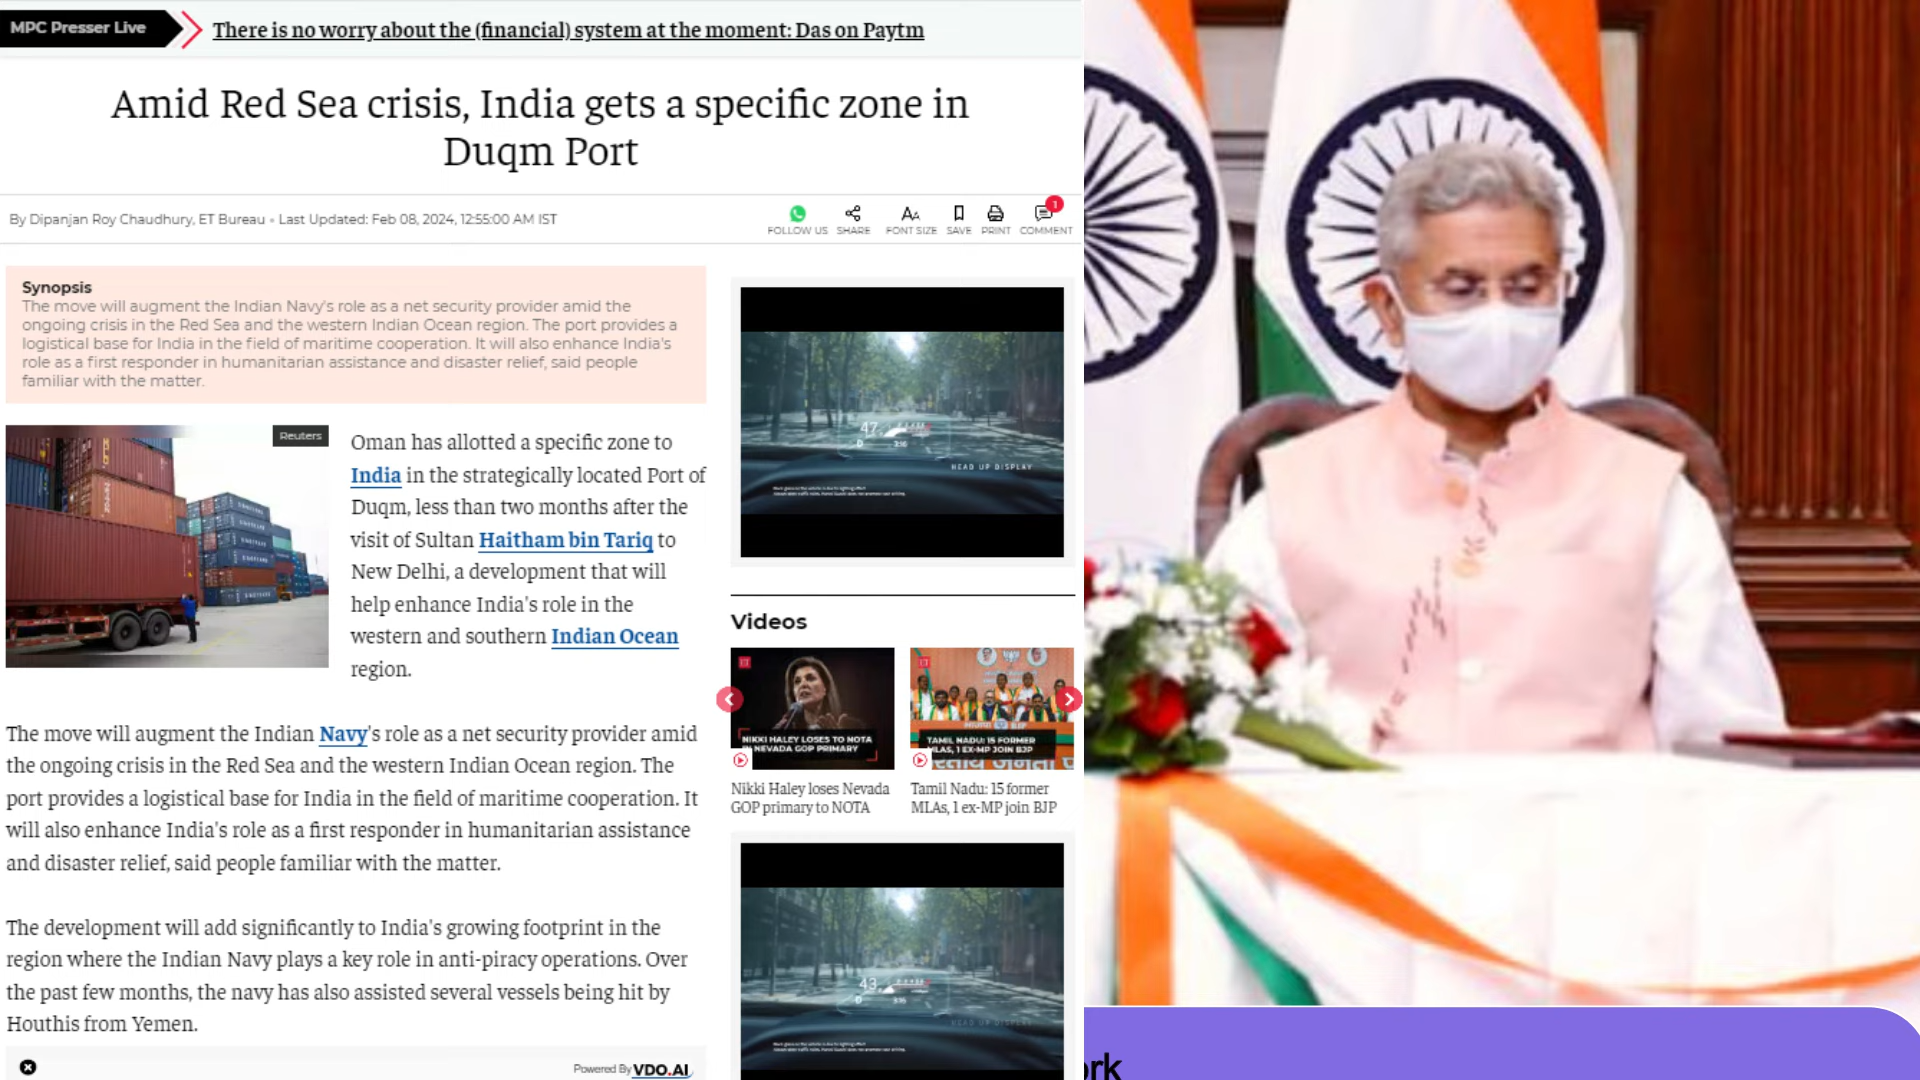 MPC Presser Live
There is no worry about the (financial) system at the moment: Das on Paytm
Amid Red Sea crisis, India gets a specific zone in
Duqm Port
By Dipanjan Roy Chaudhury, ET Bureau • Last Updated: Feb 08, 2024, 12:55:00 AM IST
FOLLOW US
SHARE
FONT SIZE
SAVE
PRINT
1
COMMENT
Synopsis
The move will augment the Indian Navy's role as a net security provider amid the
ongoing crisis in the Red Sea and the western Indian Ocean region. The port provides a
logistical base for India in the field of maritime cooperation. It will also enhance India's
role as a first responder in humanitarian assistance and disaster relief, said people
familiar with the matter.
Reuters
Oman has allotted a specific zone to
India in the strategically located Port of
Duqm, less than two months after the
visit of Sultan Haitham bin Tariq to
New Delhi, a development that will
help enhance India's role in the
western and southern Indian Ocean
region.
The move will augment the Indian Navy's role as a net security provider amid
the ongoing crisis in the Red Sea and the western Indian Ocean region. The
port provides a logistical base for India in the field of maritime cooperation. It
will also enhance India's role as a first responder in humanitarian assistance
and disaster relief, said people familiar with the matter.
The development will add significantly to India's growing footprint in the
region where the Indian Navy plays a key role in anti-piracy operations. Over
the past few months, the navy has also assisted several vessels being hit by
Houthis from Yemen.
Powered By VDO.AI
47
D
316
HEAD UP DISPLAY
Videos
ET
NIKKI HALEY LOSES TO NOTA
IN NEVADA GOP PRIMARY
Nikki Haley loses Nevada
GOP primary to NOTA
ET
TAMIL NADU: 15 FORMER
MLAS, 1 EX-MP JOIN BJP
Tamil Nadu: 15 former
MLAs, 1 ex-MP join BJP
43
D
316
HEAD UP DISPLAY
ork